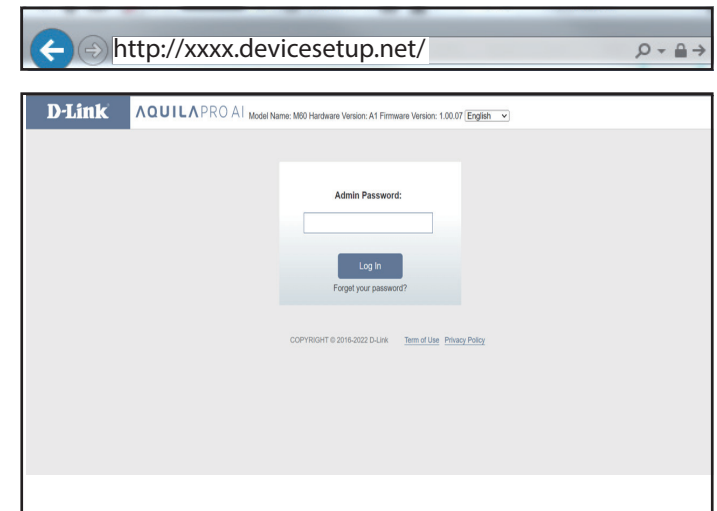 http://xxxx.devicesetup.net/
D-Link AQUILAPRO AI Model Name: M60 Hardware Version: A1 Firmware Version: 1.00.07 English
Admin Password:
Log In
Forget your password?
COPYRIGHT © 2016-2022 D-Link Term of Use Privacy Policy